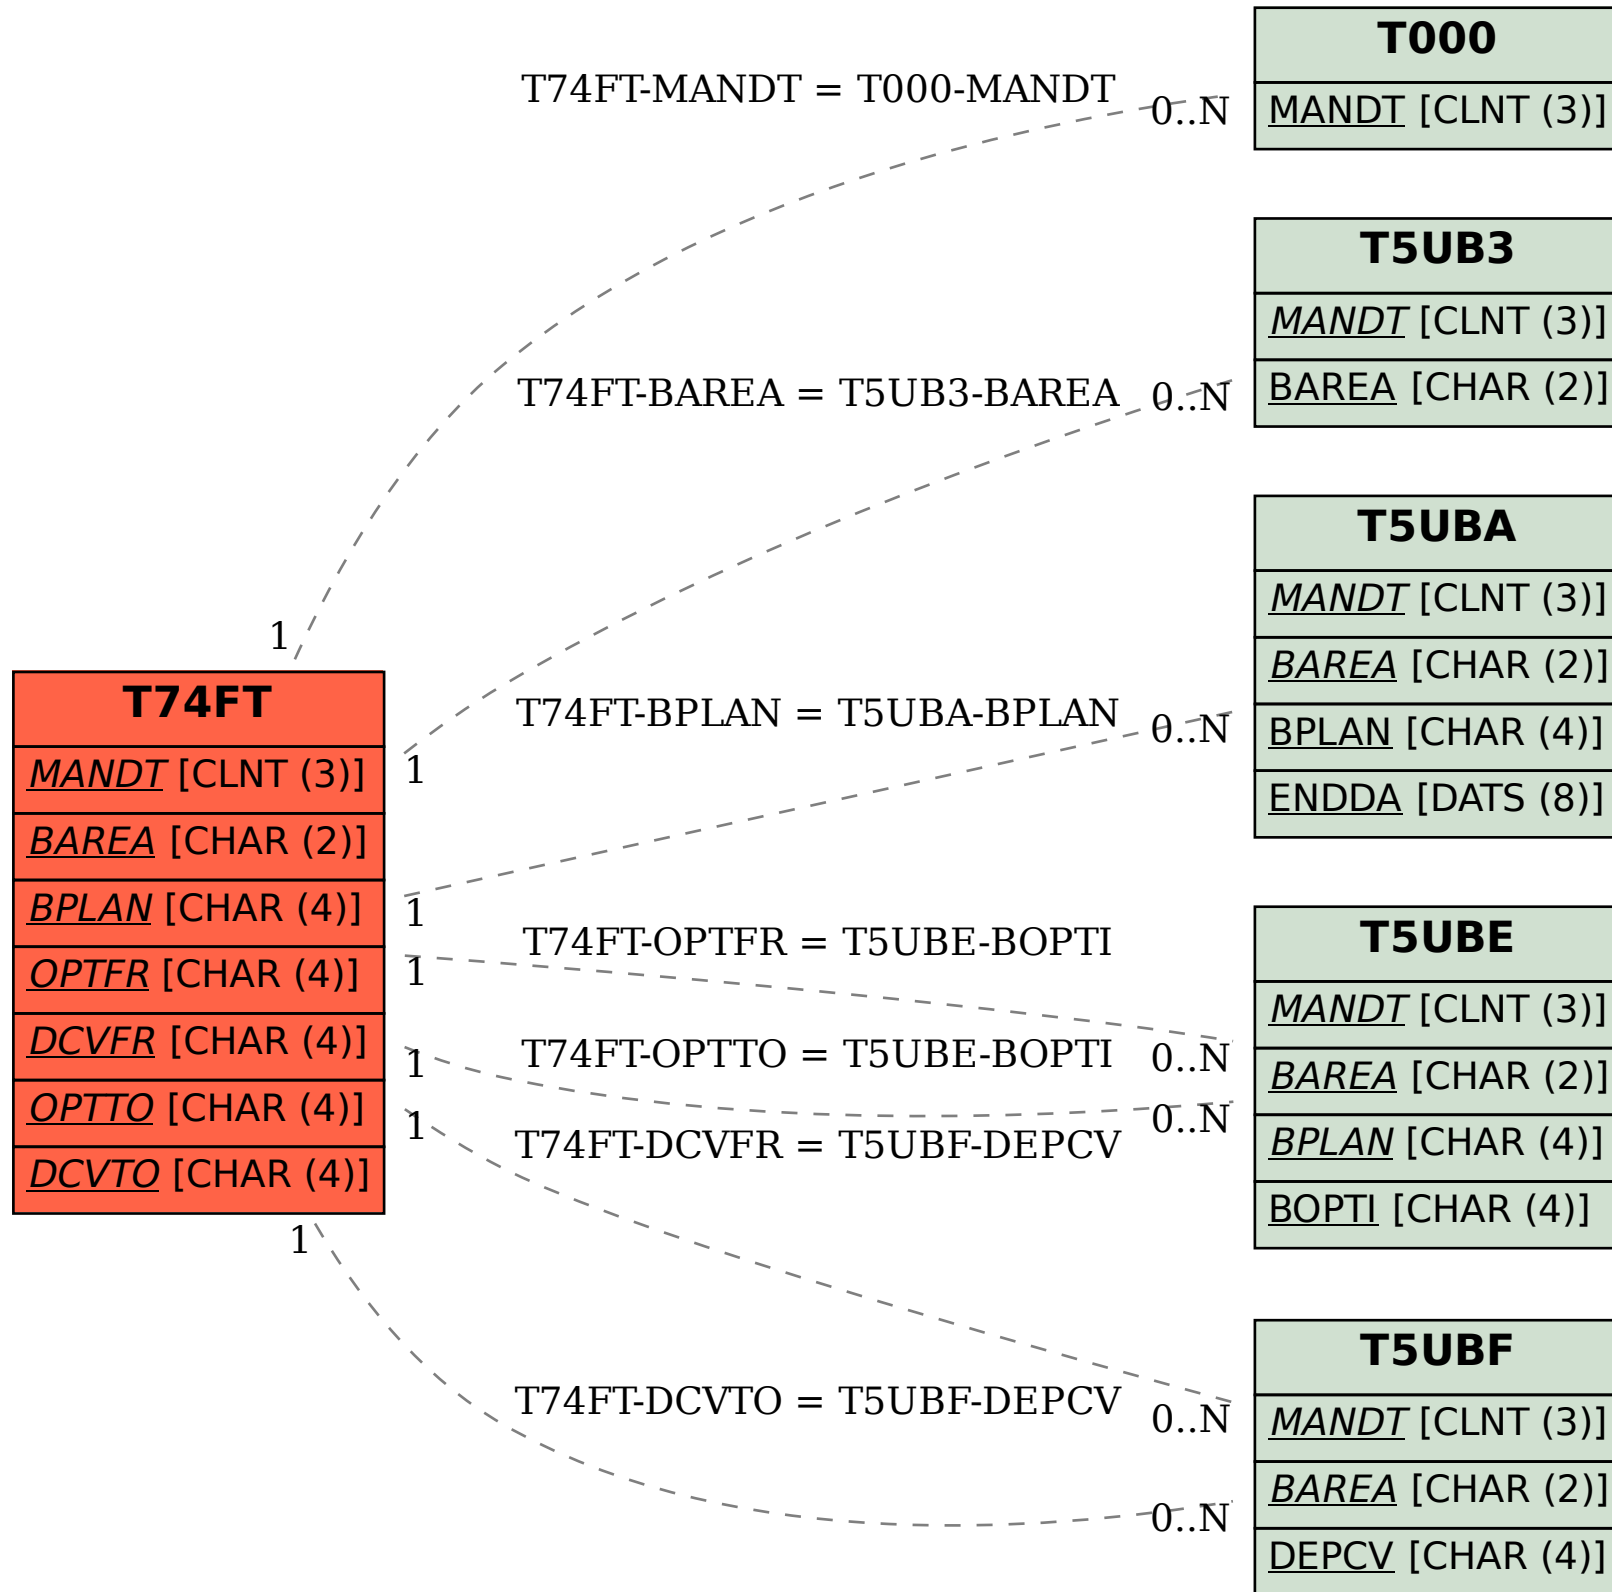 T000
MANDT [CLNT (3)]
T74FT-MANDT = T000-MANDT
0..N
1
T5UB3
MANDT [CLNT (3)]
BAREA [CHAR (2)]
T74FT-BAREA = T5UB3-BAREA
0..N
1
T5UBA
MANDT [CLNT (3)]
BAREA [CHAR (2)]
BPLAN [CHAR (4)]
ENDDA [DATS (8)]
T74FT-BPLAN = T5UBA-BPLAN
0..N
1
T74FT
MANDT [CLNT (3)]
BAREA [CHAR (2)]
BPLAN [CHAR (4)]
OPTFR [CHAR (4)]
DCVFR [CHAR (4)]
OPTTO [CHAR (4)]
DCVTO [CHAR (4)]
T74FT-OPTFR = T5UBE-BOPTI
1
0..N
T74FT-OPTTO = T5UBE-BOPTI
1
0..N
T5UBE
MANDT [CLNT (3)]
BAREA [CHAR (2)]
BPLAN [CHAR (4)]
BOPTI [CHAR (4)]
T74FT-DCVFR = T5UBF-DEPCV
1
0..N
T74FT-DCVTO = T5UBF-DEPCV
1
0..N
T5UBF
MANDT [CLNT (3)]
BAREA [CHAR (2)]
DEPCV [CHAR (4)]